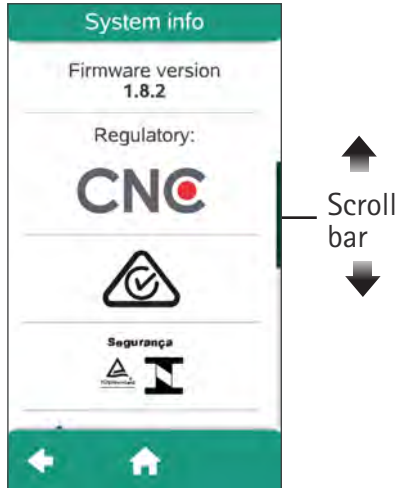 System info
Firmware version
1.8.2
Regulatory:
CNC
Scroll
bar
Segurança